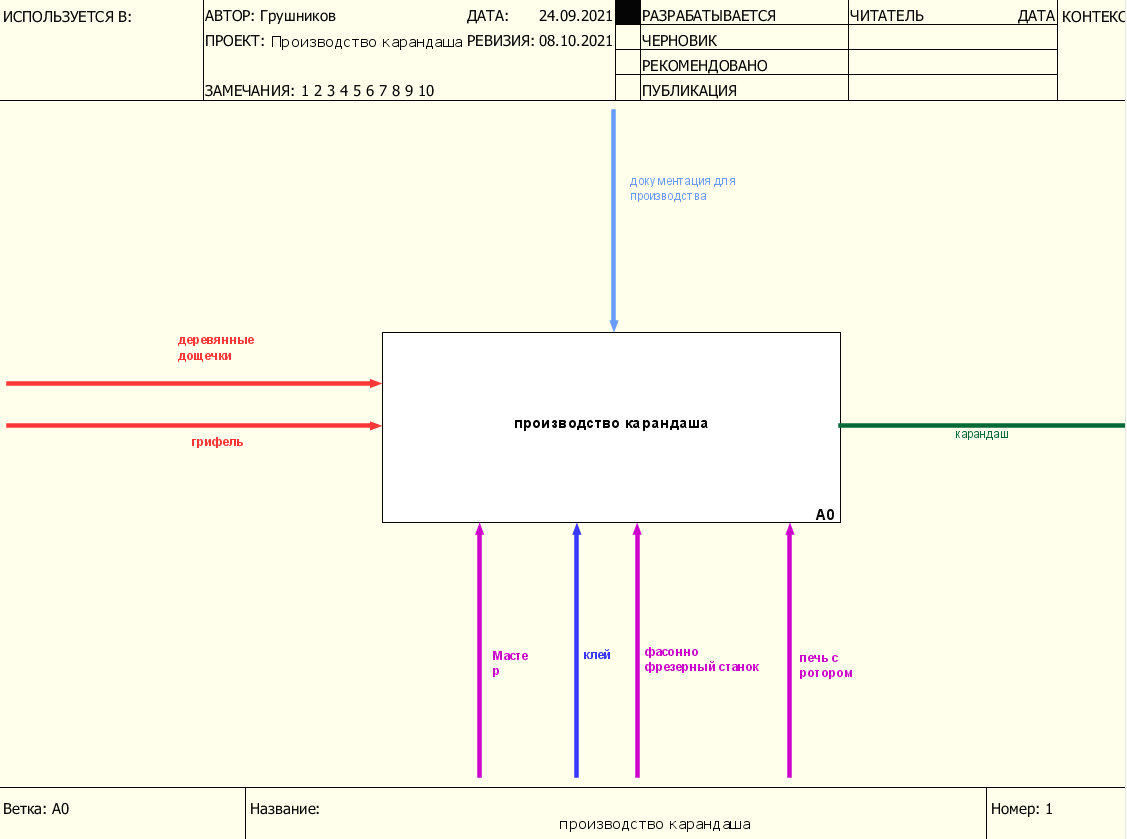 ИСПОЛЬЗУЕТСЯ В:
АВТОР: Грушников
ДАТА: 24.09.2021
РАЗРАБАТЫВАЕТСЯ
ЧИТАТЕЛЬ
ДАТА
КОНТЕКС
ПРОЕКТ: Производство карандаша
РЕВИЗИЯ: 08.10.2021
ЧЕРНОВИК
РЕКОМЕНДОВАНО
ЗАМЕЧАНИЯ: 1 2 3 4 5 6 7 8 9 10
ПУБЛИКАЦИЯ
документация для
производства
деревянные
дощечки
грифель
производство карандаша
A0
карандаш
Масте
р
клей
фасонно
фрезерный станок
печь с
ротором
Ветка: A0
Название:
производство карандаша
Номер: 1